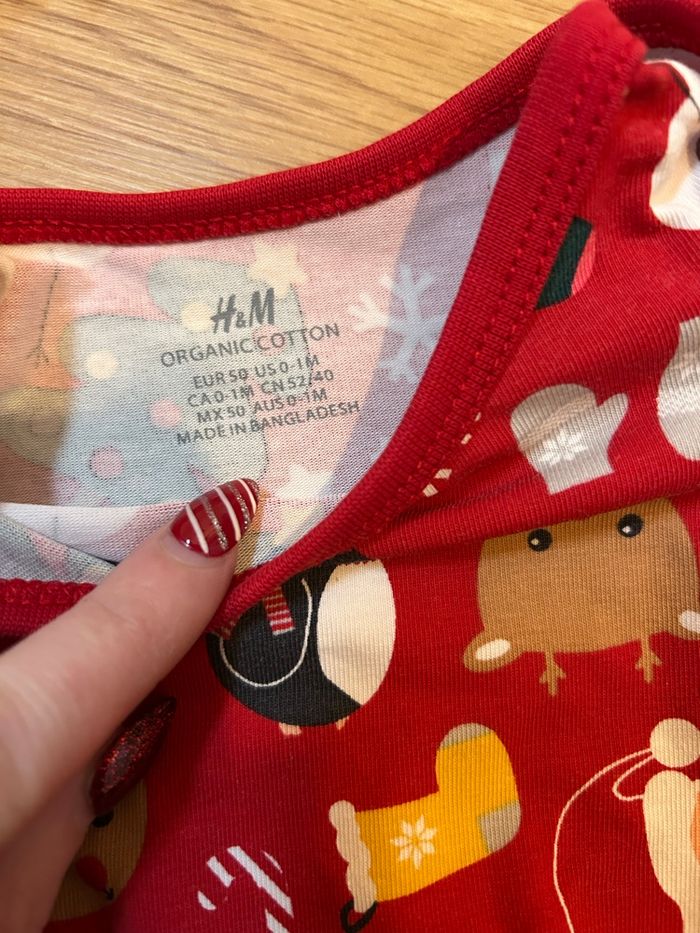 H&M
ORGANIC COTTON
EUR 50 US 0-1M
CA 0-1M CN 52/40
MX 50 AUS 0-1M
MADE IN BANGLADESH